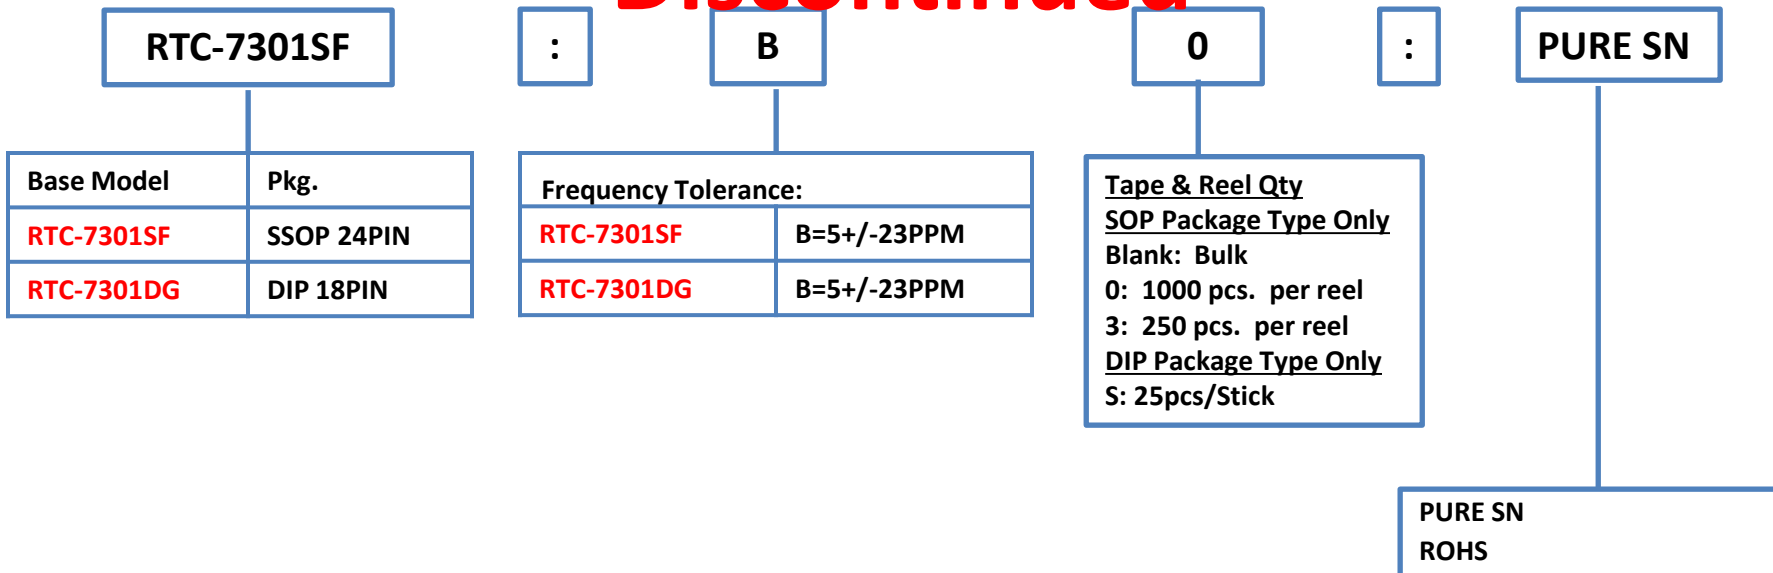 Discontinued
RTC-7301SF : B 0 : PURE SN
Base Model Pkg.
RTC-7301SF SSOP 24PIN
RTC-7301DG DIP 18PIN
Frequency Tolerance:
RTC-7301SF B=5+/-23PPM
RTC-7301DG B=5+/-23PPM
Tape & Reel Qty
SOP Package Type Only
Blank: Bulk
0: 1000 pcs. per reel
3: 250 pcs. per reel
DIP Package Type Only
S: 25pcs/Stick
PURE SN
ROHS